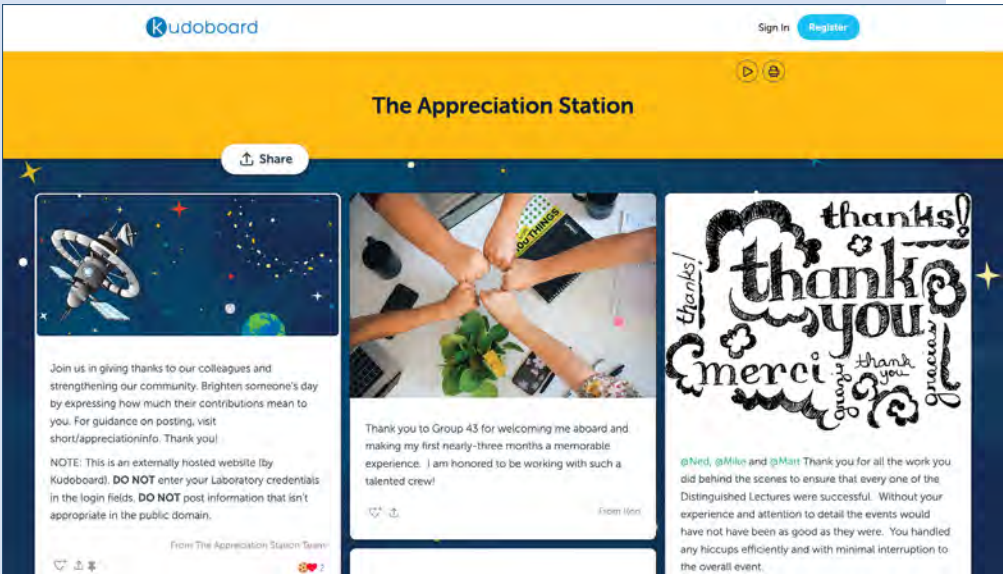 kudoboard
Sign In
Register
The Appreciation Station
Share
Join us in giving thanks to our colleagues and
strengthening our community. Brighten someone's day
by expressing how much their contributions mean to
you. For guidance on posting, visit
short/appreciationinfo. Thank you!
NOTE: This is an externally hosted website (by
Kudoboard). DO NOT enter your Laboratory credentials
in the login fields. DO NOT post information that isn't
appropriate in the public domain.
From The Appreciation Station Team
2
YOU THINGS
Thank you to Group 43 for welcoming me aboard and
making my first nearly-three months a memorable
experience. I am honored to be working with such a
talented crew!
thanks!
thanks!
thank
you
merci
thank
you
grazie
gracias
@Ned, @Mike and @Matt Thank you for all the work you
did behind the scenes to ensure that every one of the
Distinguished Lectures were successful. Without your
experience and attention to detail the events would
have not have been as good as they were. You handled
any hiccups efficiently and with minimal interruption to
the overall event.